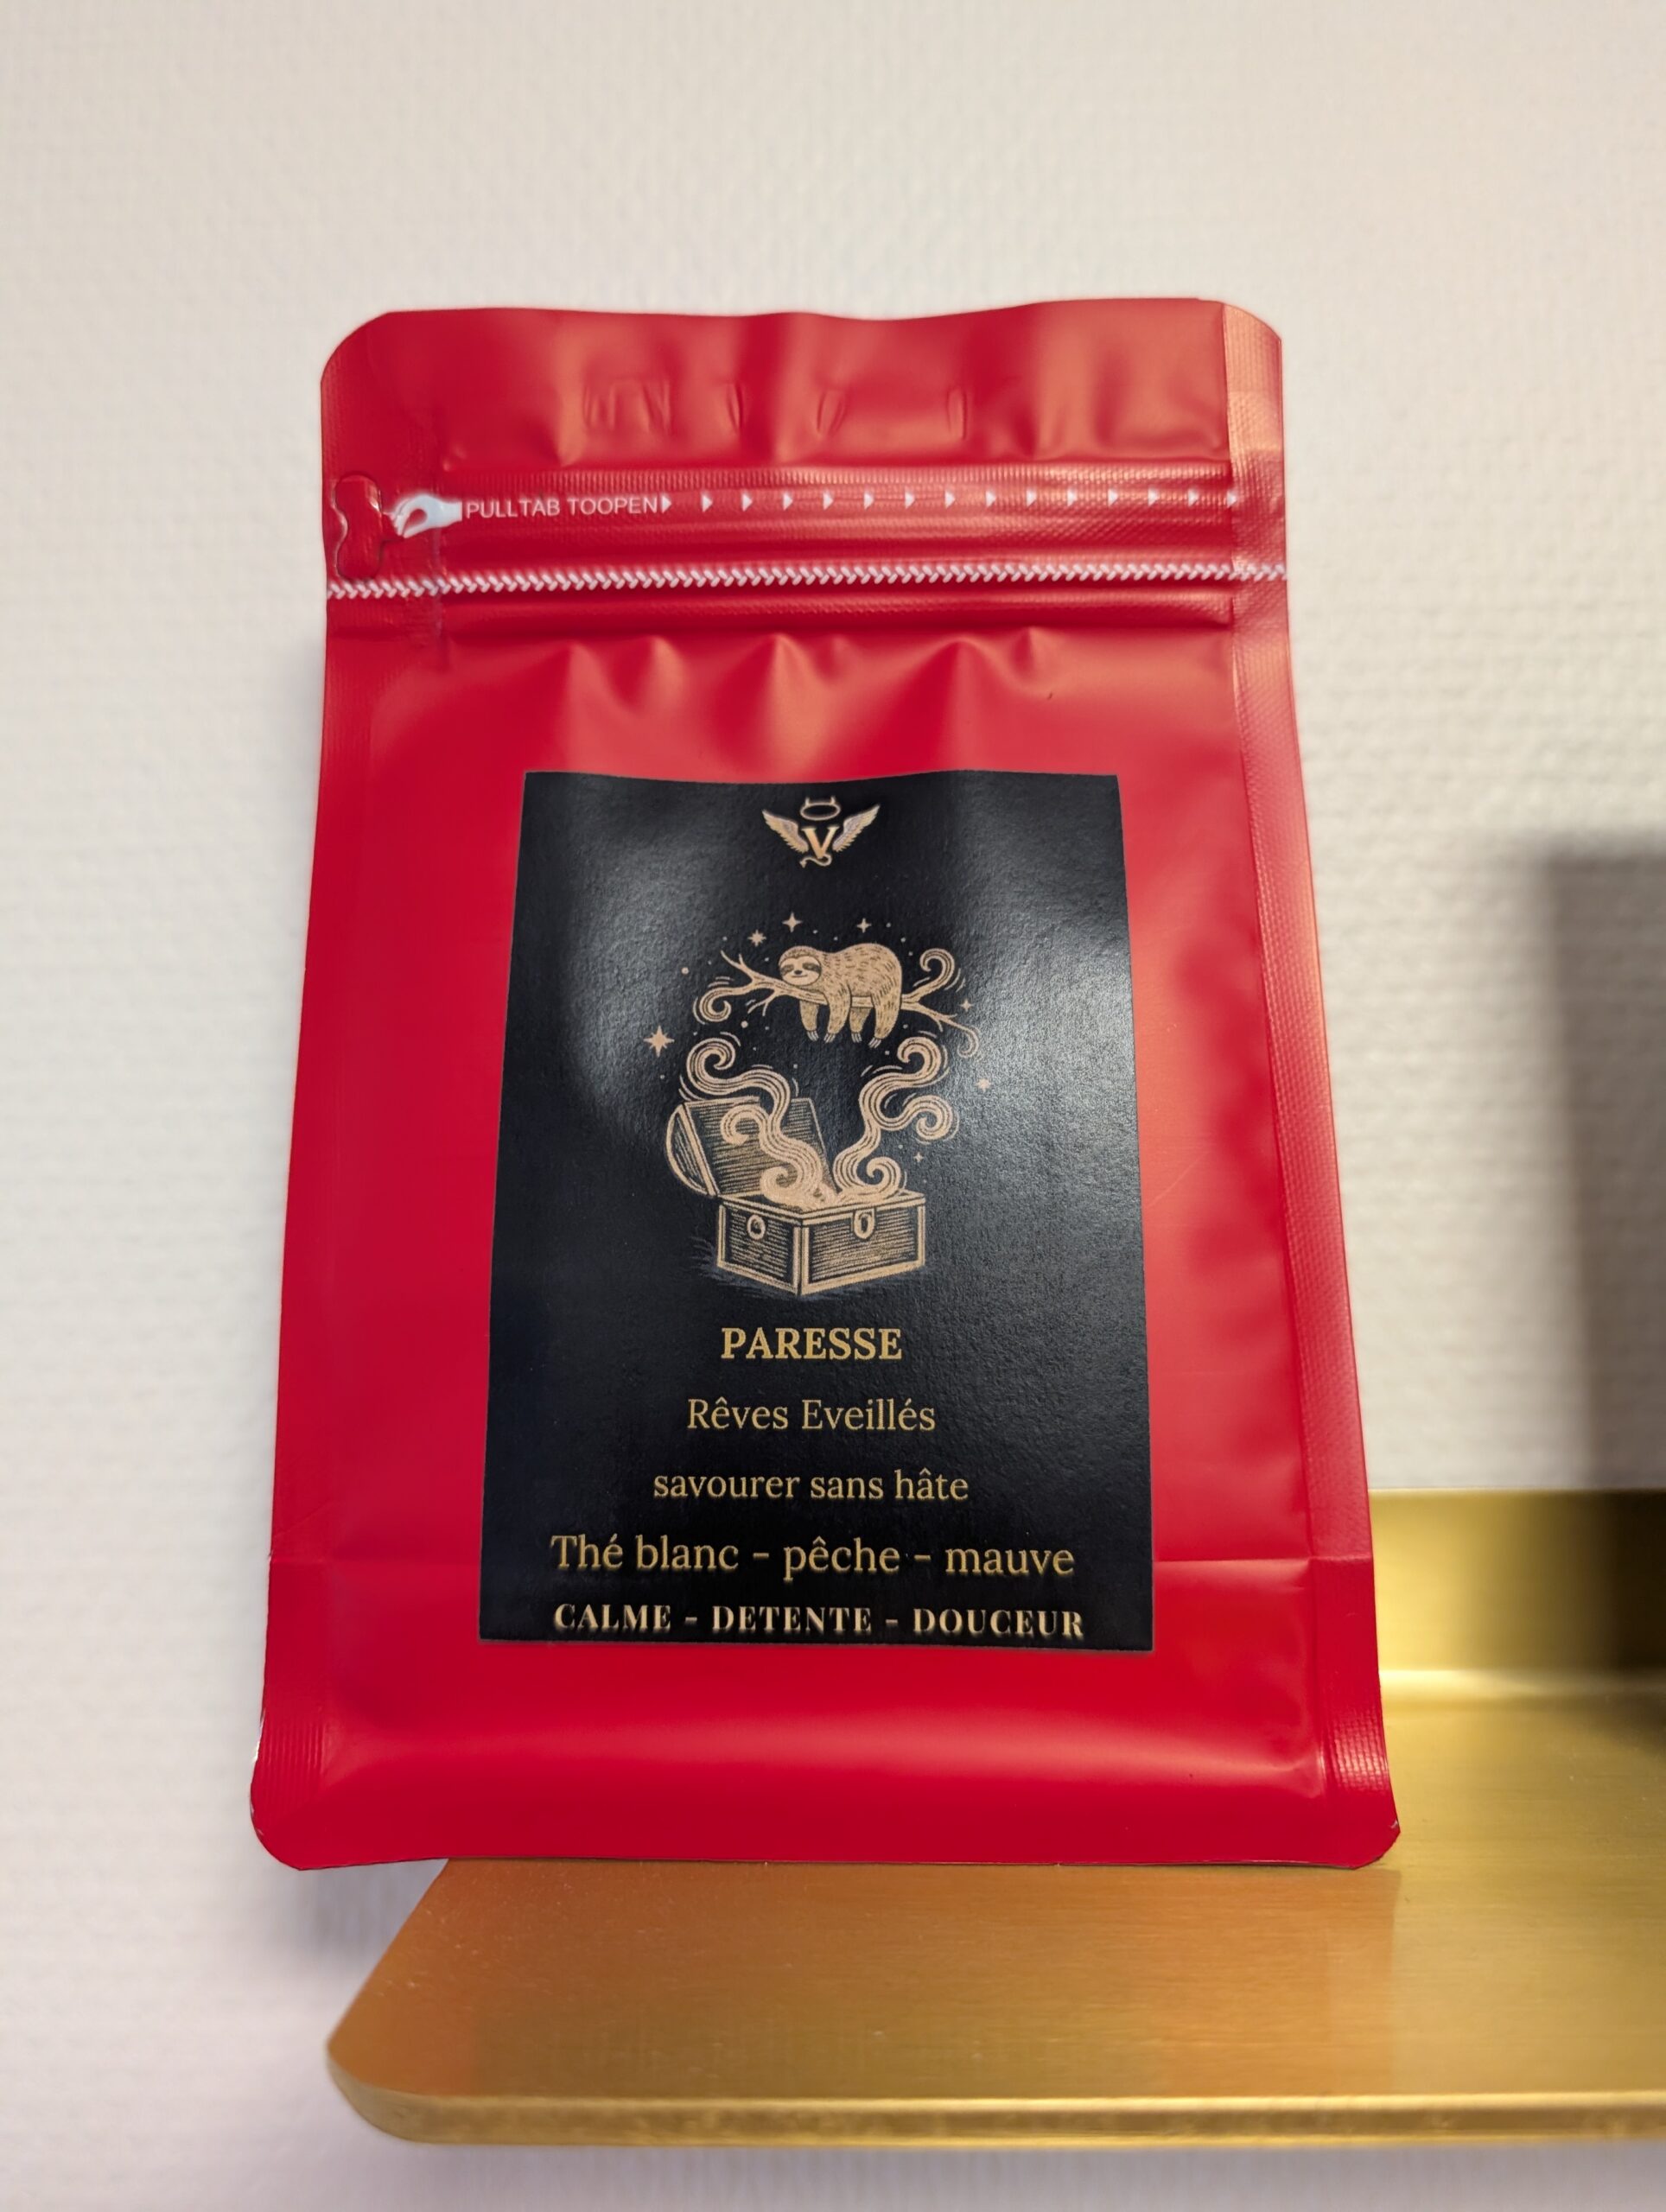 PULLTAB TOOPEN
V
PARESSE
Rêves Eveillés
savourer sans hâte
Thé blanc - pêche - mauve
CALME - DETENTE - DOUCEUR